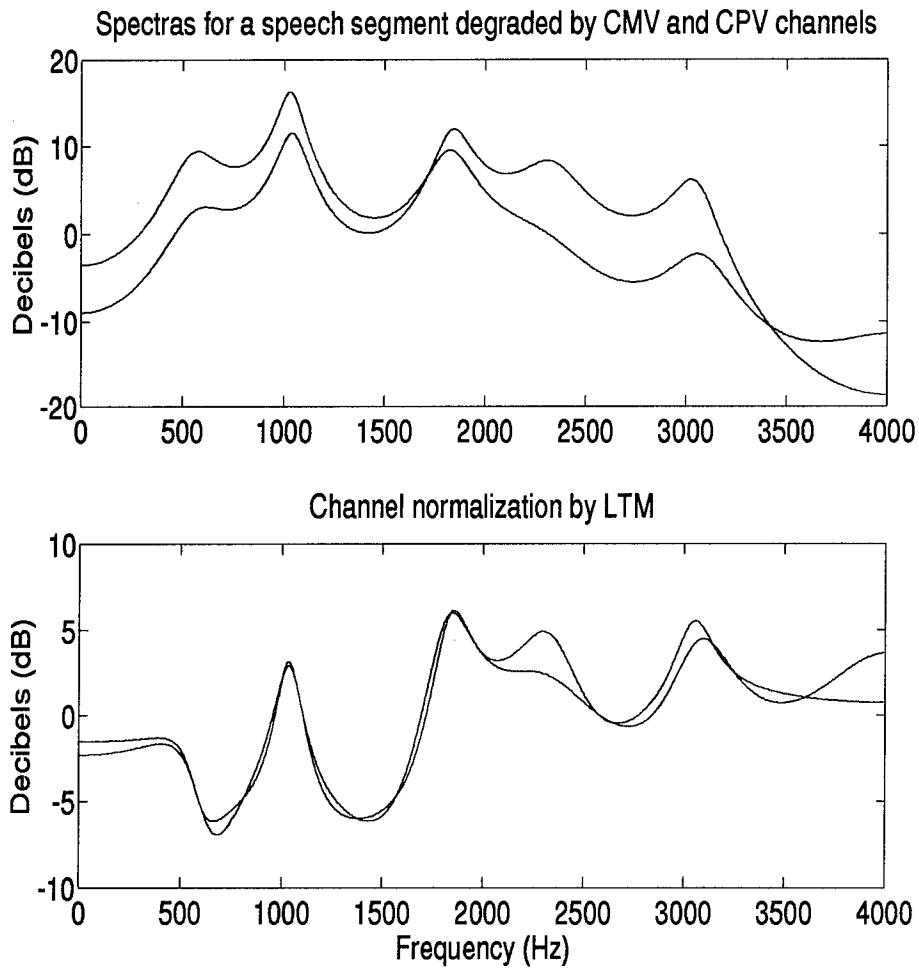 Spectras for a speech segment degraded by CMV and CPV channels
20
10
0
-10
-20
Decibels (dB)
0 500 1000 1500 2000 2500 3000 3500 4000
Channel normalization by LTM
10
5
0
-5
-10
Decibels (dB)
0 500 1000 1500 2000 2500 3000 3500 4000
Frequency (Hz)